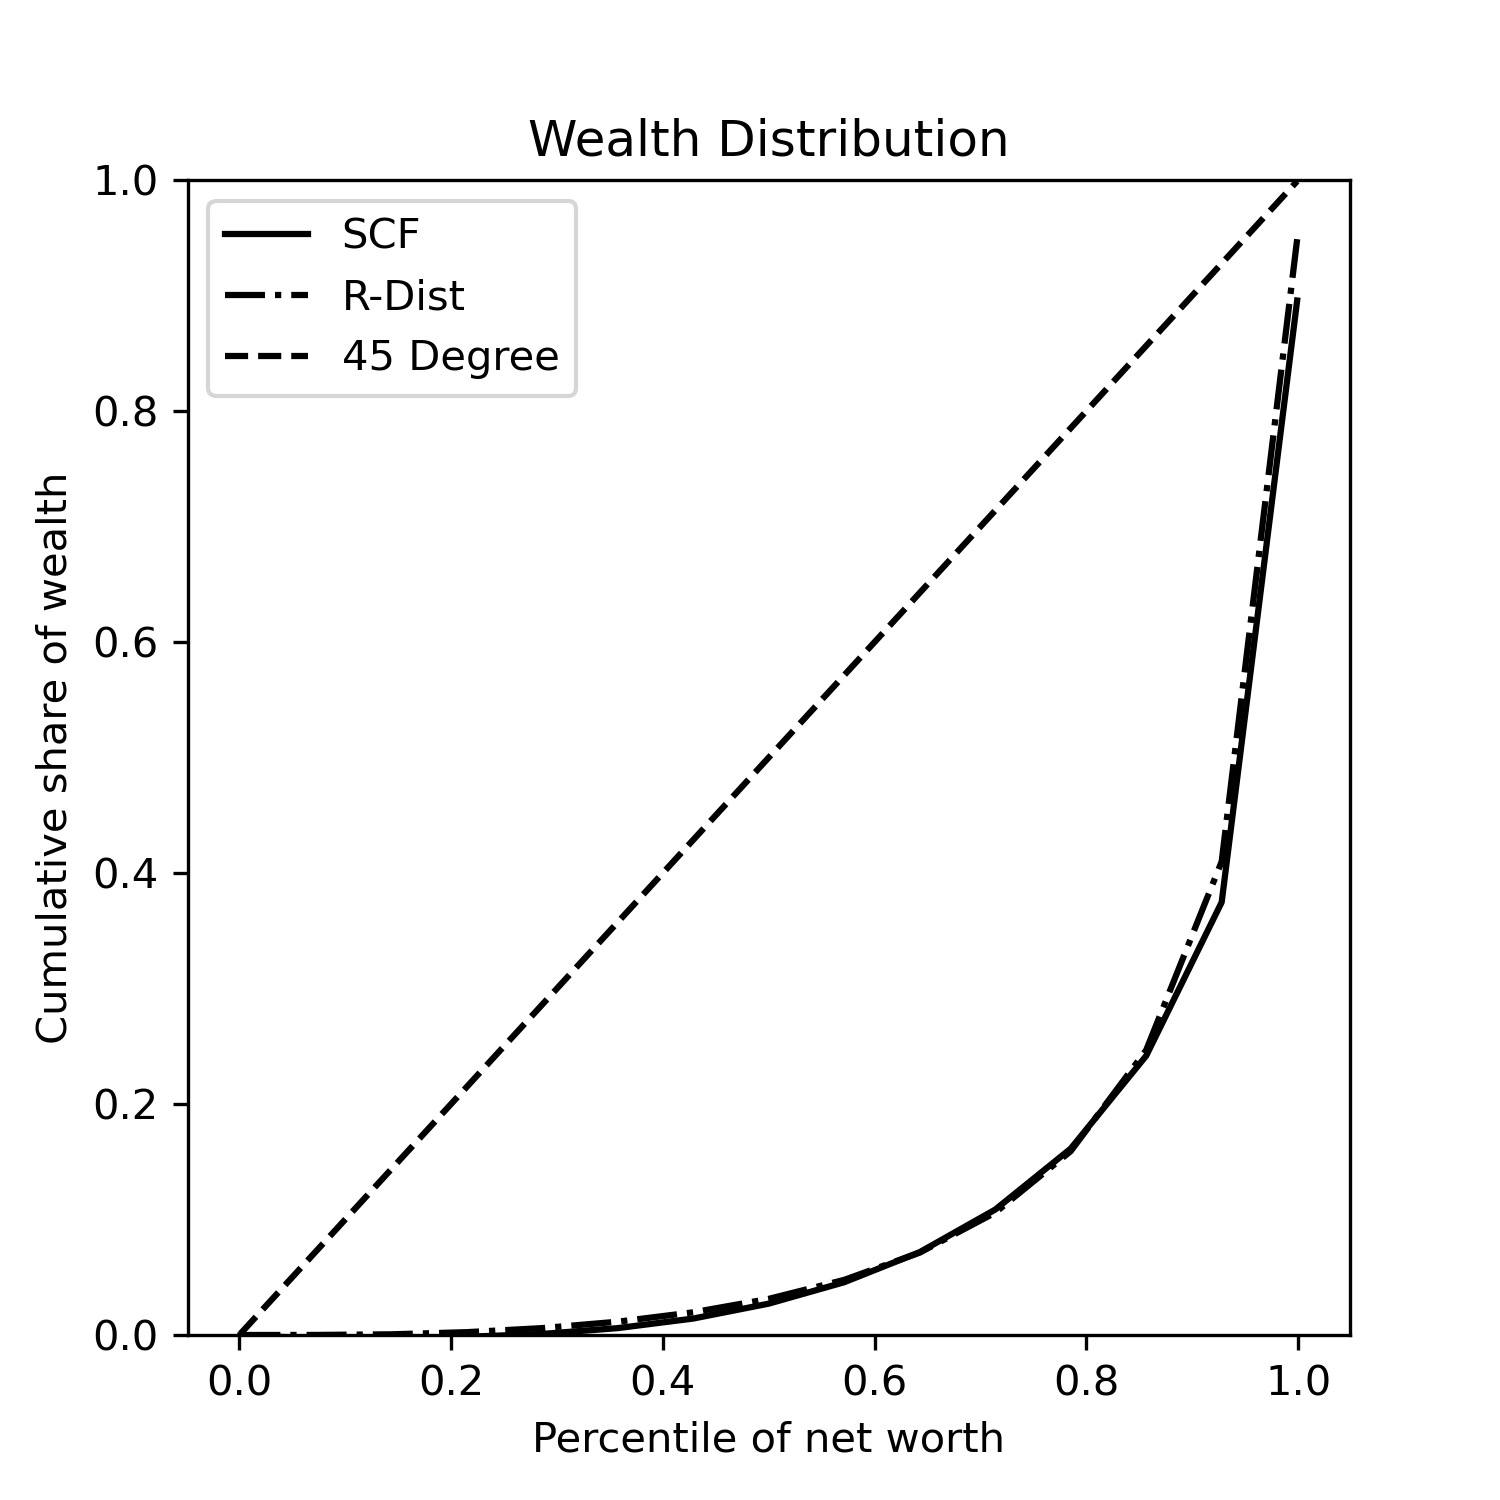 Wealth Distribution
1.0
0.8
0.6
0.4
0.2
0.0
Cumulative share of wealth
SCF
R-Dist
45 Degree
0.0 0.2 0.4 0.6 0.8 1.0
Percentile of net worth